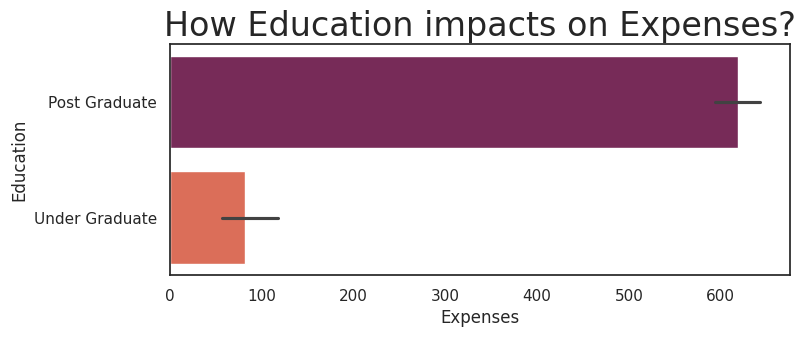 How Education impacts on Expenses?
Education
Post Graduate
Under Graduate
0 100 200 300 400 500 600
Expenses